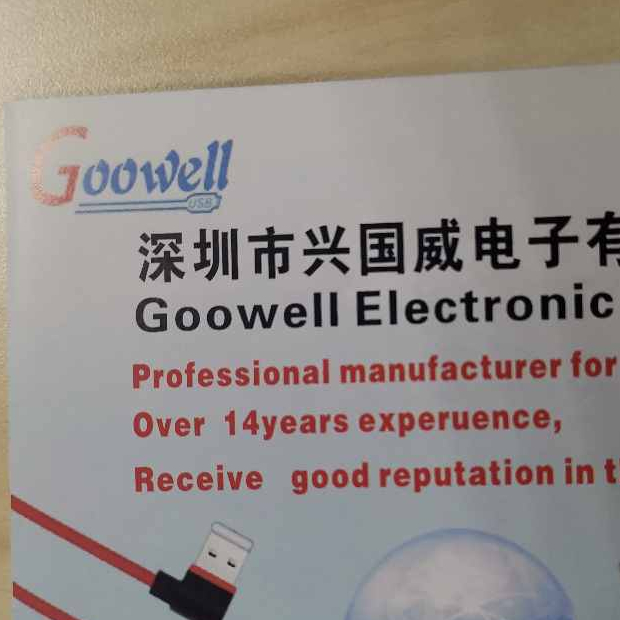 Goowell
USB
深圳市兴国威电子有
Goowell Electronic
Professional manufacturer for
Over 14years experuence,
Receive good reputation in t